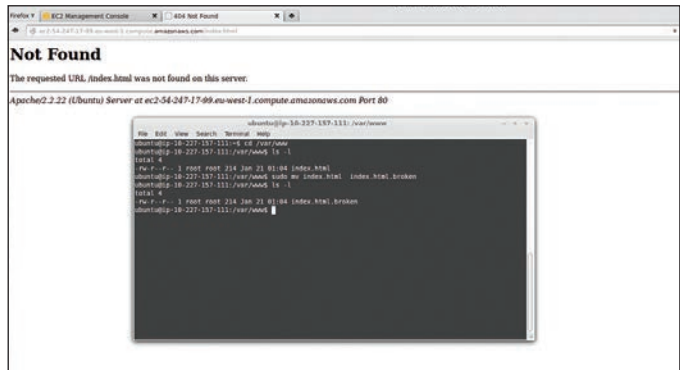 Firefox EC2 Management Console 404 Not Found
ec2-54-247-17-99.eu-west-1.compute.amazonaws.com/index.html
Not Found
The requested URL /index.html was not found on this server.
Apache/2.2.22 (Ubuntu) Server at ec2-54-247-17-99.eu-west-1.compute.amazonaws.com Port 80
ubuntu@ip-10-227-157-111: /var/www
File Edit View Search Terminal Help
ubuntu@ip-10-227-157-111:~$ cd /var/www
ubuntu@ip-10-227-157-111:/var/www$ ls -l
total 4
-rw-r--r-- 1 root root 214 Jan 21 01:04 index.html
ubuntu@ip-10-227-157-111:/var/www$ sudo mv index.html index.html.broken
ubuntu@ip-10-227-157-111:/var/www$ ls -l
total 4
-rw-r--r-- 1 root root 214 Jan 21 01:04 index.html.broken
ubuntu@ip-10-227-157-111:/var/www$